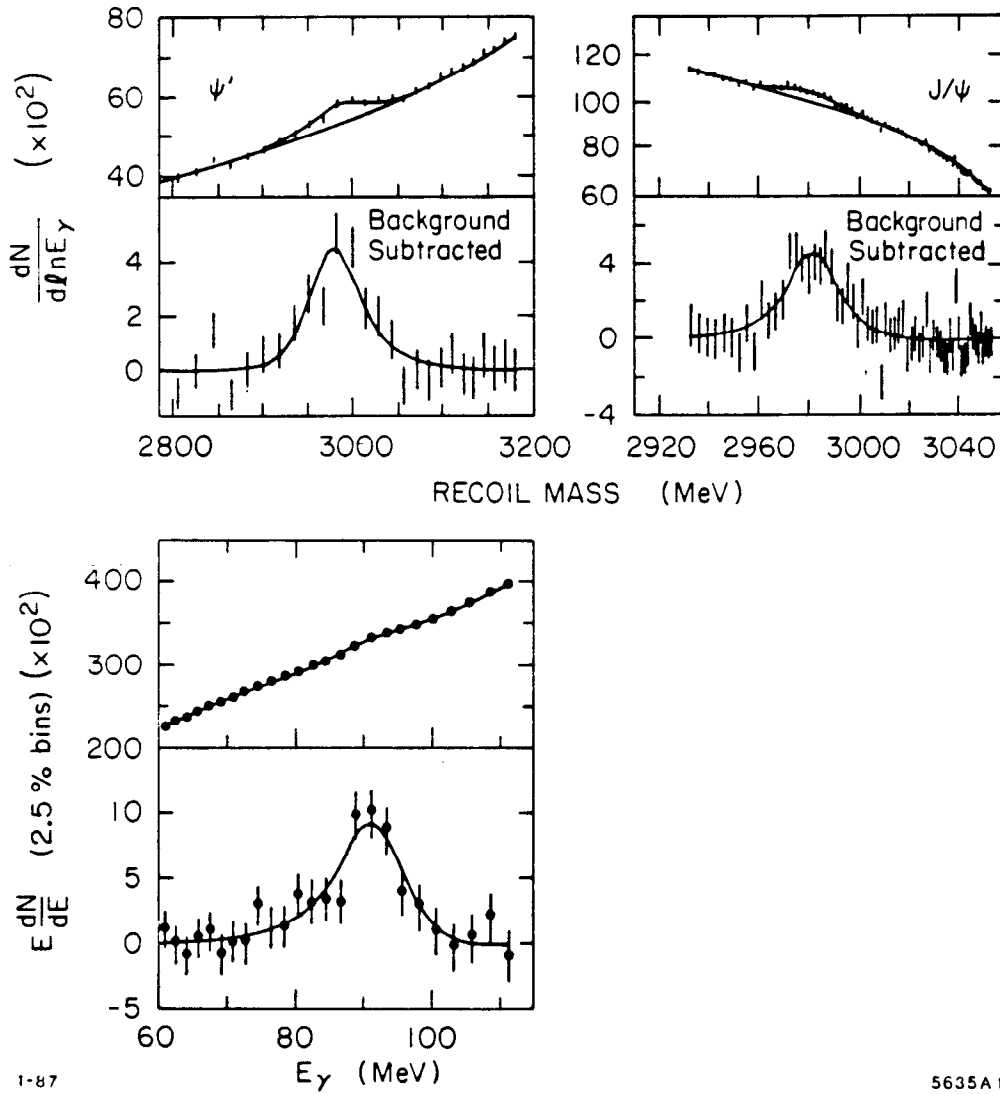 80
60
40
(×10²)
ψ'
120
100
80
60
J/ψ
dN
dℓnEγ
4
2
0
Background
Subtracted
4
0
-4
Background
Subtracted
2800
3000
3200
2920
2960
3000
3040
RECOIL MASS (MeV)
400
300
200
E dN/dE (2.5 % bins) (×10²)
10
5
0
-5
60
80
100
Eγ (MeV)
1-87
5635A1